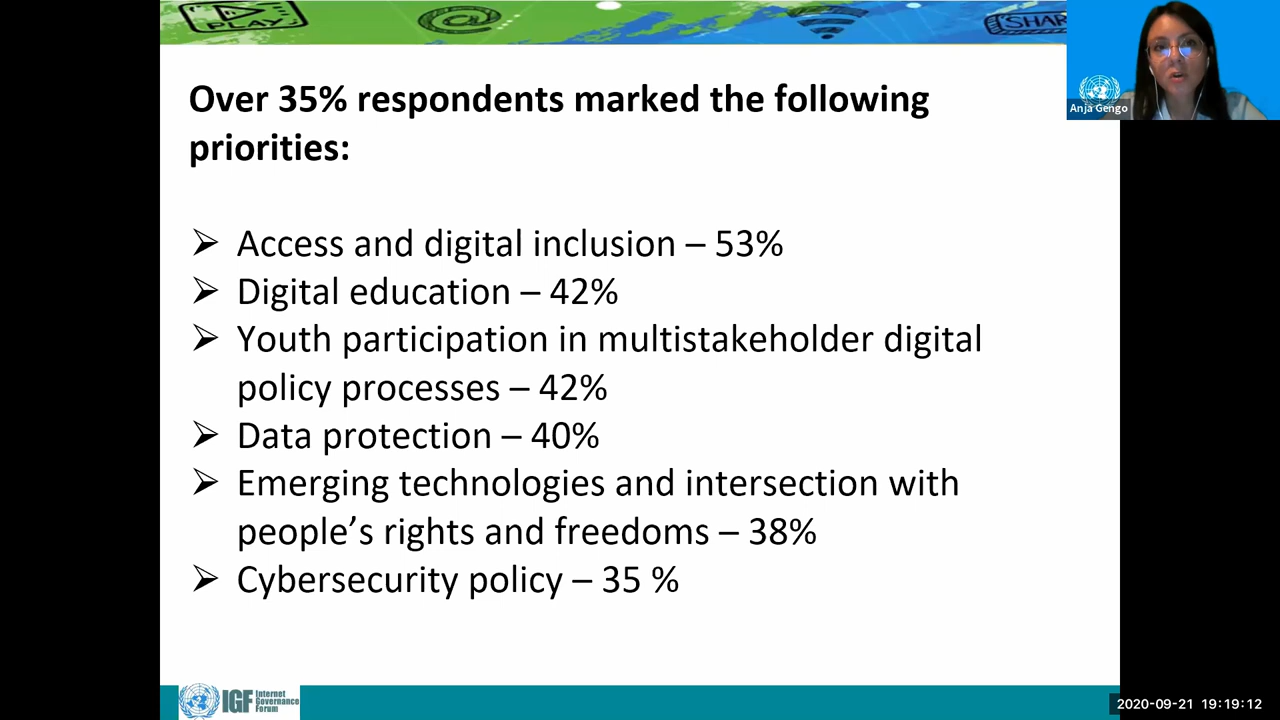 PLAY
@
SHAR
Anja Gengo
Over 35% respondents marked the following
priorities:
➢ Access and digital inclusion – 53%
➢ Digital education – 42%
➢ Youth participation in multistakeholder digital
policy processes – 42%
➢ Data protection – 40%
➢ Emerging technologies and intersection with
people’s rights and freedoms – 38%
➢ Cybersecurity policy – 35 %
IGF Internet
Governance
Forum
2020-09-21 19:19:12